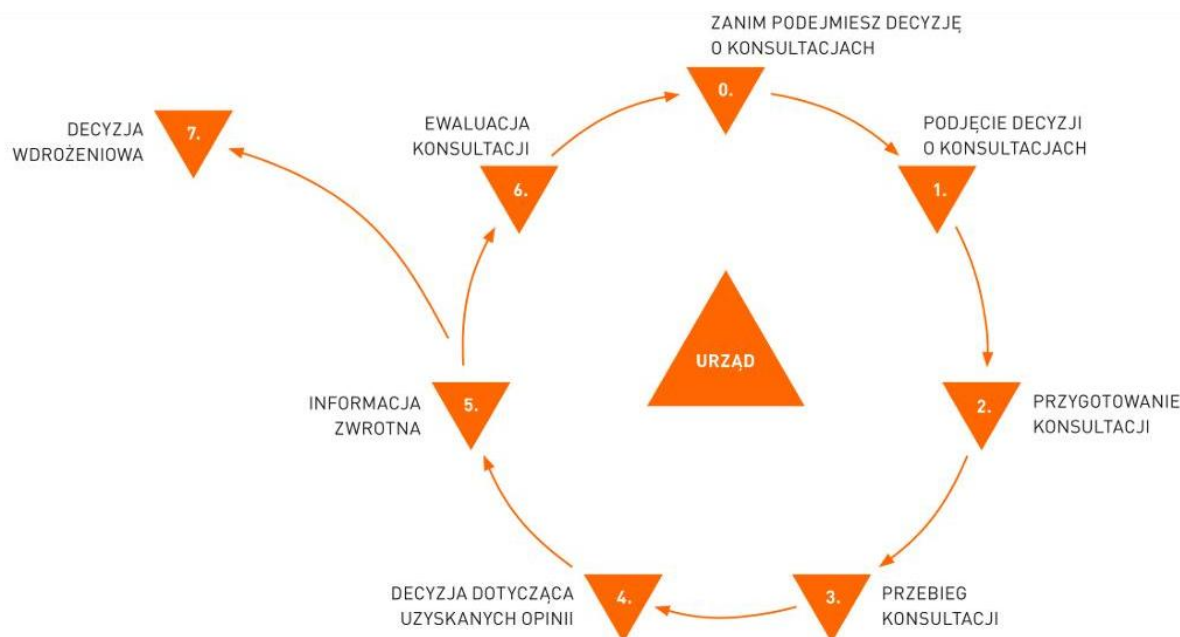 ZANIM PODEJMIESZ DECYZJĘ
O KONSULTACJACH
0.
PODJĘCIE DECYZJI
O KONSULTACJACH
1.
PRZYGOTOWANIE
KONSULTACJI
2.
PRZEBIEG
KONSULTACJI
3.
DECYZJA DOTYCZĄCA
UZYSKANYCH OPINII
4.
INFORMACJA
ZWROTNA
5.
EWALUACJA
KONSULTACJI
6.
DECYZJA
WDROŻENIOWA
7.
URZĄD